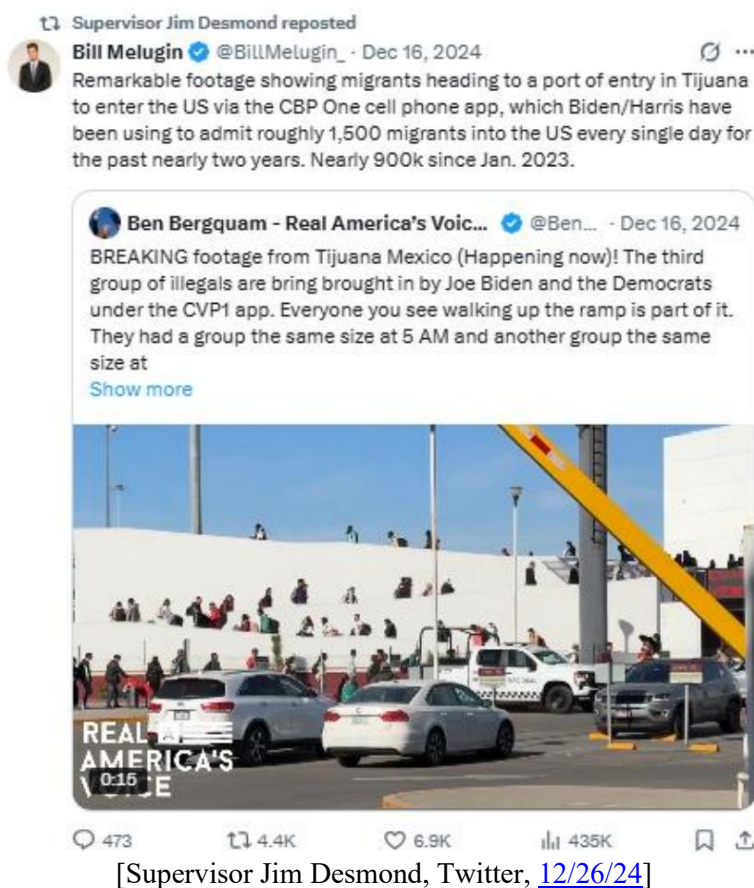 Supervisor Jim Desmond reposted
Bill Melugin @BillMelugin_ · Dec 16, 2024
Remarkable footage showing migrants heading to a port of entry in Tijuana
to enter the US via the CBP One cell phone app, which Biden/Harris have
been using to admit roughly 1,500 migrants into the US every single day for
the past nearly two years. Nearly 900k since Jan. 2023.
Ben Bergquam - Real America's Voic... @Ben... · Dec 16, 2024
BREAKING footage from Tijuana Mexico (Happening now)! The third
group of illegals are bring brought in by Joe Biden and the Democrats
under the CVP1 app. Everyone you see walking up the ramp is part of it.
They had a group the same size at 5 AM and another group the same
size at
Show more
REAL
AMERICA'S
VOICE
0:15
473 4.4K 6.9K 435K
[Supervisor Jim Desmond, Twitter, 12/26/24]